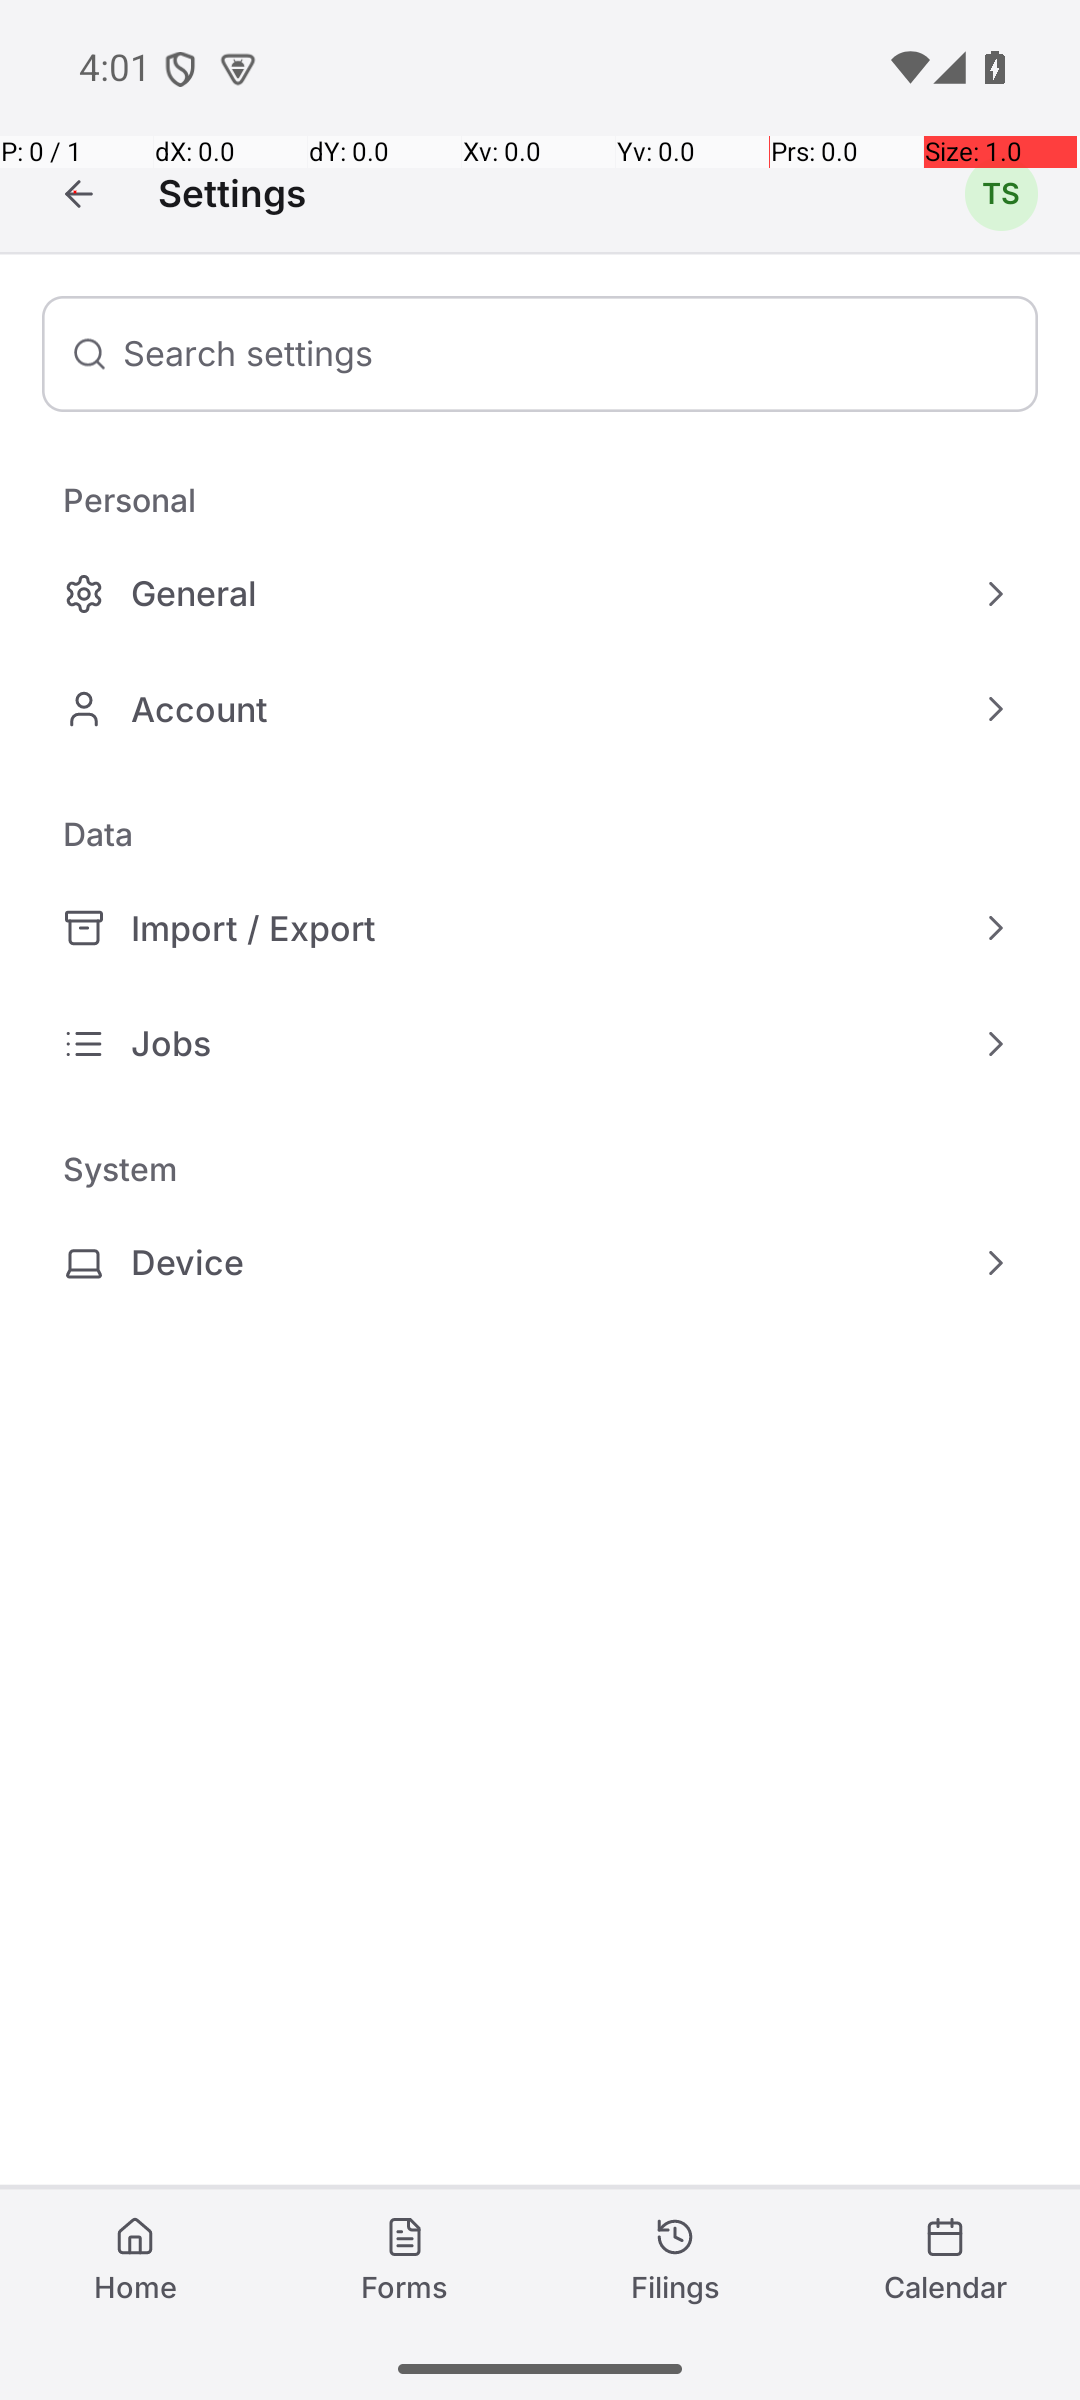 4:01
P: 0 / 1 dX: 0.0 dY: 0.0 Xv: 0.0 Yv: 0.0 Prs: 0.0 Size: 1.0
Settings TS
Search settings
Personal
General
Account
Data
Import / Export
Jobs
System
Device
Home Forms Filings Calendar